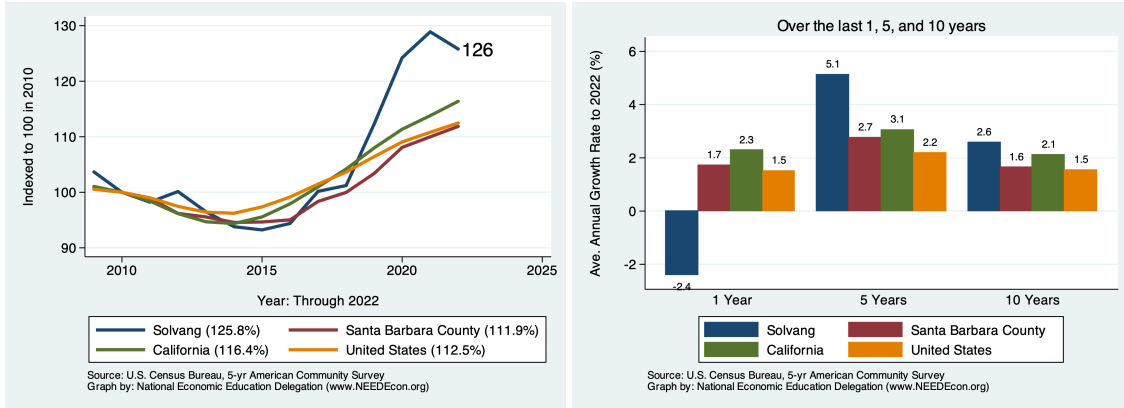 130
120
110
100
90
Indexed to 100 in 2010
126
2010 2015 2020 2025
Year: Through 2022
Solvang (125.8%) Santa Barbara County (111.9%)
California (116.4%) United States (112.5%)
Source: U.S. Census Bureau, 5-yr American Community Survey
Graph by: National Economic Education Delegation (www.NEEDEcon.org)
Over the last 1, 5, and 10 years
Ave. Annual Growth Rate to 2022 (%)
6
4
2
0
-2
-2.4 1.7 2.3 1.5
5.1 2.7 3.1 2.2
2.6 1.6 2.1 1.5
1 Year 5 Years 10 Years
Solvang Santa Barbara County
California United States
Source: U.S. Census Bureau, 5-yr American Community Survey
Graph by: National Economic Education Delegation (www.NEEDEcon.org)